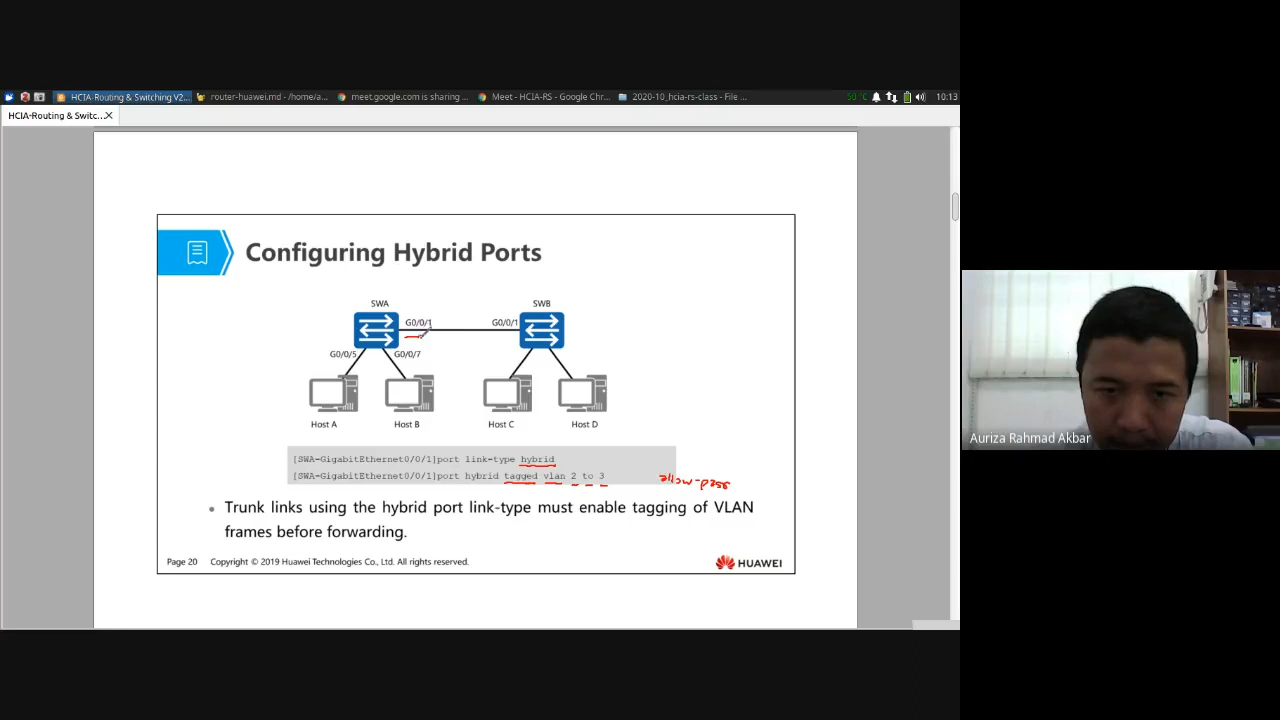 HCIA-Routing & Switching V2...
router-huawei.md - /home/a...
meet.google.com is sharing ...
Meet - HCIA-RS - Google Chr...
2020-10_hcia-rs-class - File ...
50 °C
10:13
HCIA-Routing & Switc...
Configuring Hybrid Ports
SWA
SWB
G0/0/1
G0/0/1
G0/0/5
G0/0/7
Host A
Host B
Host C
Host D
[SWA-GigabitEthernet0/0/1]port link-type hybrid
[SWA-GigabitEthernet0/0/1]port hybrid tagged vlan 2 to 3
allow-pass
• Trunk links using the hybrid port link-type must enable tagging of VLAN
frames before forwarding.
Page 20 Copyright © 2019 Huawei Technologies Co., Ltd. All rights reserved.
HUAWEI
Auriza Rahmad Akbar